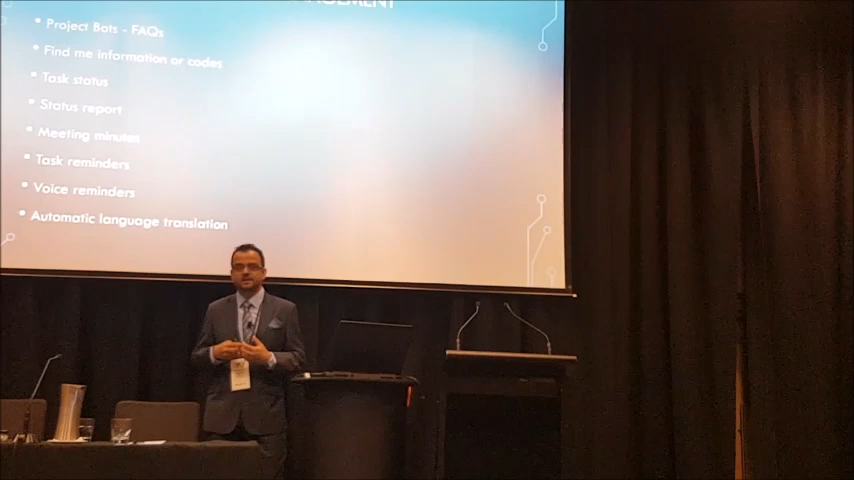 Project Bots - FAQs
Find me information or codes
Task status
Status report
Meeting minutes
Task reminders
Voice reminders
Automatic language translation